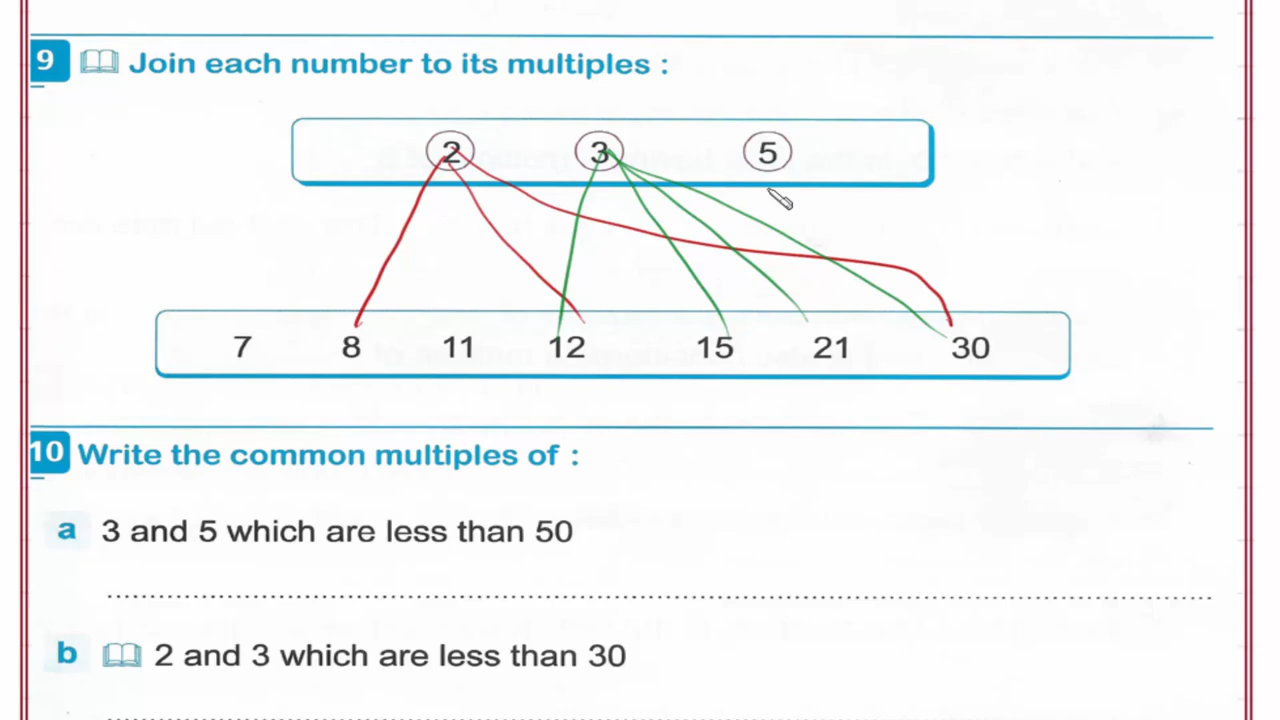 9 Join each number to its multiples :
2 3 5
7 8 11 12 15 21 30
10 Write the common multiples of :
a 3 and 5 which are less than 50
b 2 and 3 which are less than 30